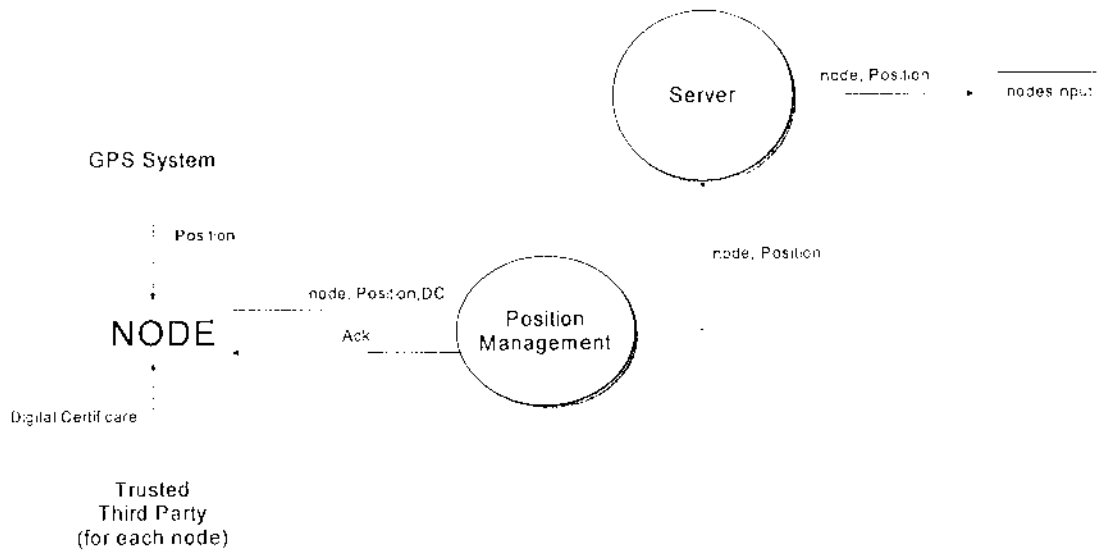 Server
node, Position
nodes input
GPS System
Position
node, Position
node, Position,DC
NODE
Ack
Position
Management
Digital Certificare
Trusted
Third Party
(for each node)